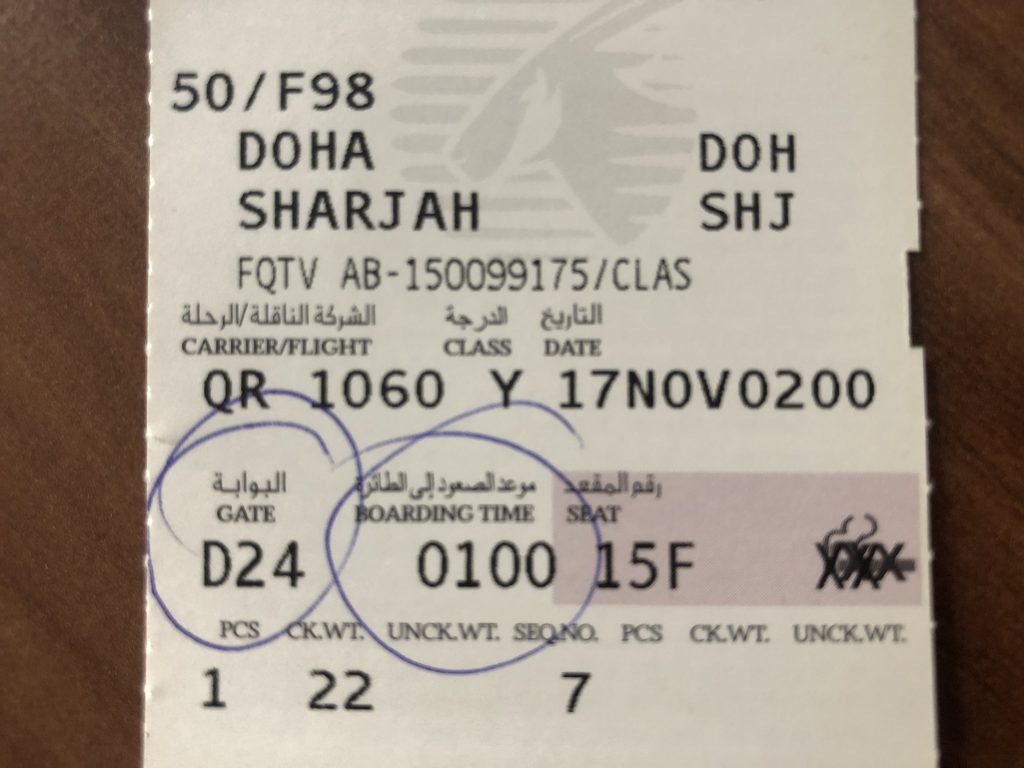 50/F98
DOHA DOH
SHARJAH SHJ
FQTV AB-150099175/CLAS
الشركة الناقلة/الرحلة الدرجة التاريخ
CARRIER/FLIGHT CLASS DATE
QR 1060 Y 17NOV0200
البوابة موعد الصعود إلى الطائرة رقم المقعد
GATE BOARDING TIME SEAT
D24 0100 15F
PCS CK.WT. UNCK.WT. SEQ.NO. PCS CK.WT. UNCK.WT.
1 22 7